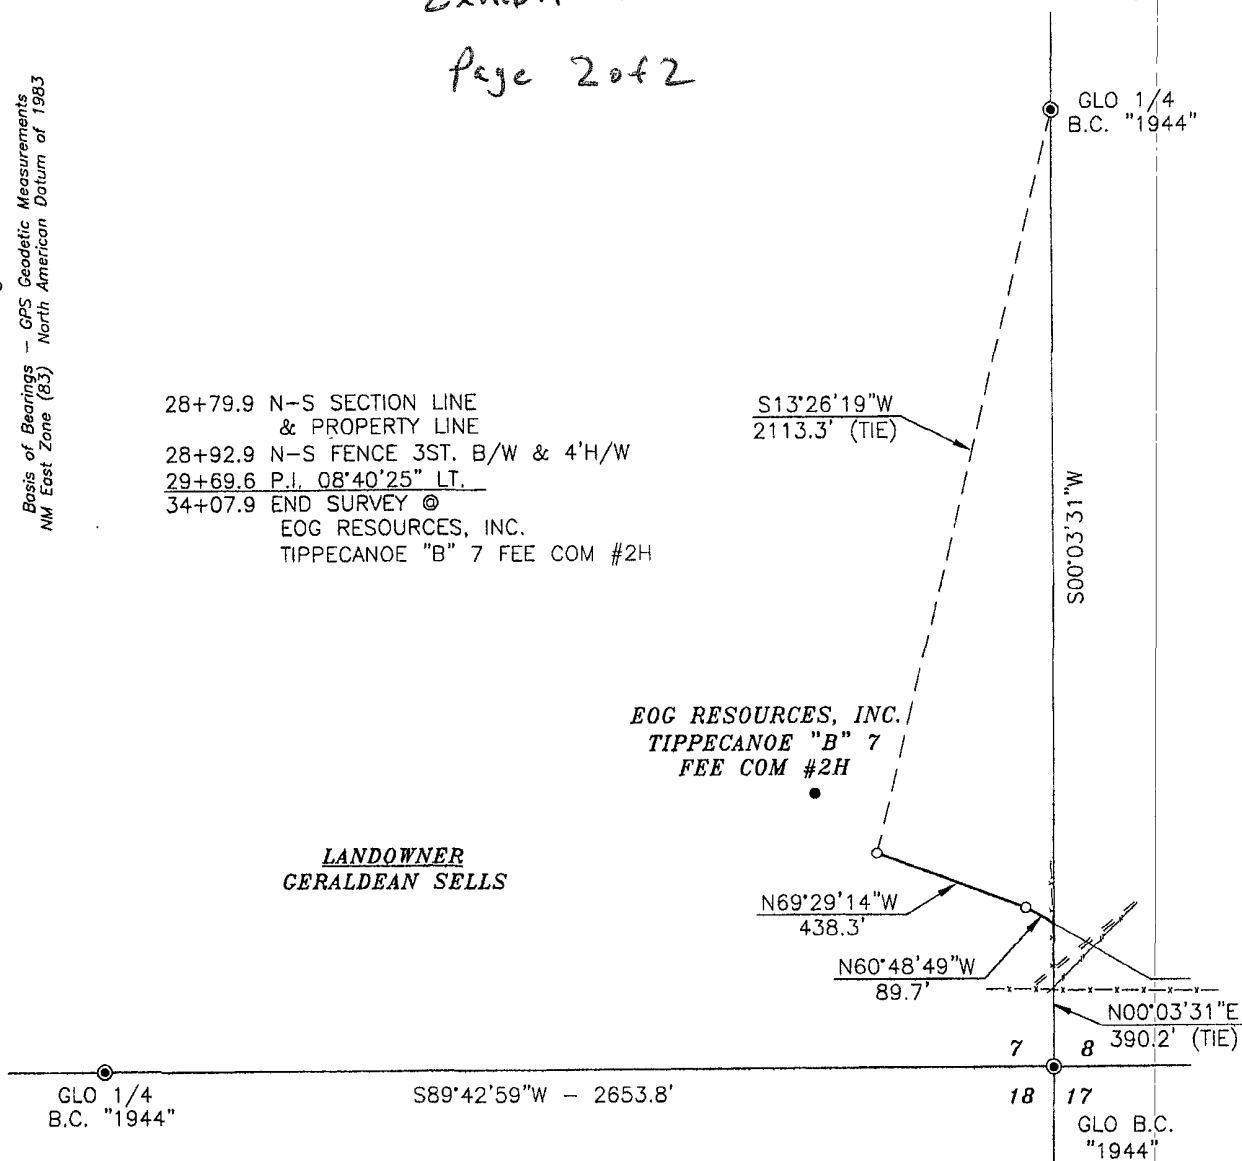 Page 2 of 2
GLO 1/4
B.C. "1944"
Basis of Bearings – GPS Geodetic Measurements
NM East Zone (83) North American Datum of 1983
28+79.9 N-S SECTION LINE
& PROPERTY LINE
28+92.9 N-S FENCE 3ST. B/W & 4'H/W
29+69.6 P.I. 08°40'25" LT.
34+07.9 END SURVEY @
EOG RESOURCES, INC.
TIPPECANOE "B" 7 FEE COM #2H
S13°26'19"W
2113.3' (TIE)
S00°03'31"W
EOG RESOURCES, INC.
TIPPECANOE "B" 7
FEE COM #2H
LANDOWNER
GERALDEAN SELLS
N69°29'14"W
438.3'
N60°48'49"W
89.7'
N00°03'31"E
390.2' (TIE)
7 8
18 17
GLO 1/4
B.C. "1944"
S89°42'59"W – 2653.8'
GLO B.C.
"1944"